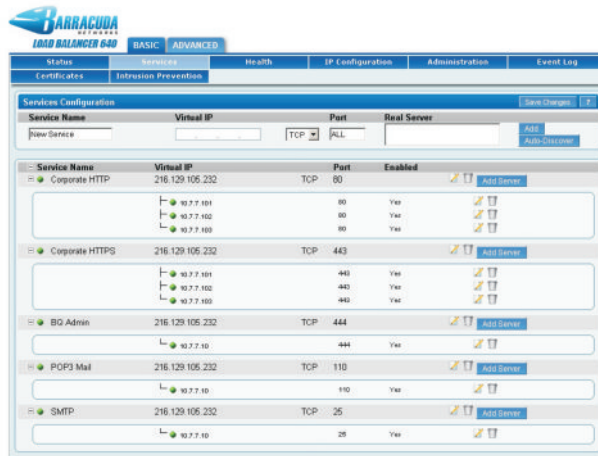 BARRACUDA
NETWORKS
LOAD BALANCER 640
BASIC ADVANCED
Status Services Health IP Configuration Administration Event Log
Certificates Intrusion Prevention
Services Configuration Save Changes ?
Service Name Virtual IP Port Real Server
New Service . . . TCP ALL Add
Auto-Discover
Service Name Virtual IP Port Enabled
Corporate HTTP 216.129.105.232 TCP 80 Add Server
10.7.7.101 80 Yes
10.7.7.102 80 Yes
10.7.7.103 80 Yes
Corporate HTTPS 216.129.105.232 TCP 443 Add Server
10.7.7.101 443 Yes
10.7.7.102 443 Yes
10.7.7.103 443 Yes
BQ Admin 216.129.105.232 TCP 444 Add Server
10.7.7.10 444 Yes
POP3 Mail 216.129.105.232 TCP 110 Add Server
10.7.7.10 110 Yes
SMTP 216.129.105.232 TCP 25 Add Server
10.7.7.10 25 Yes